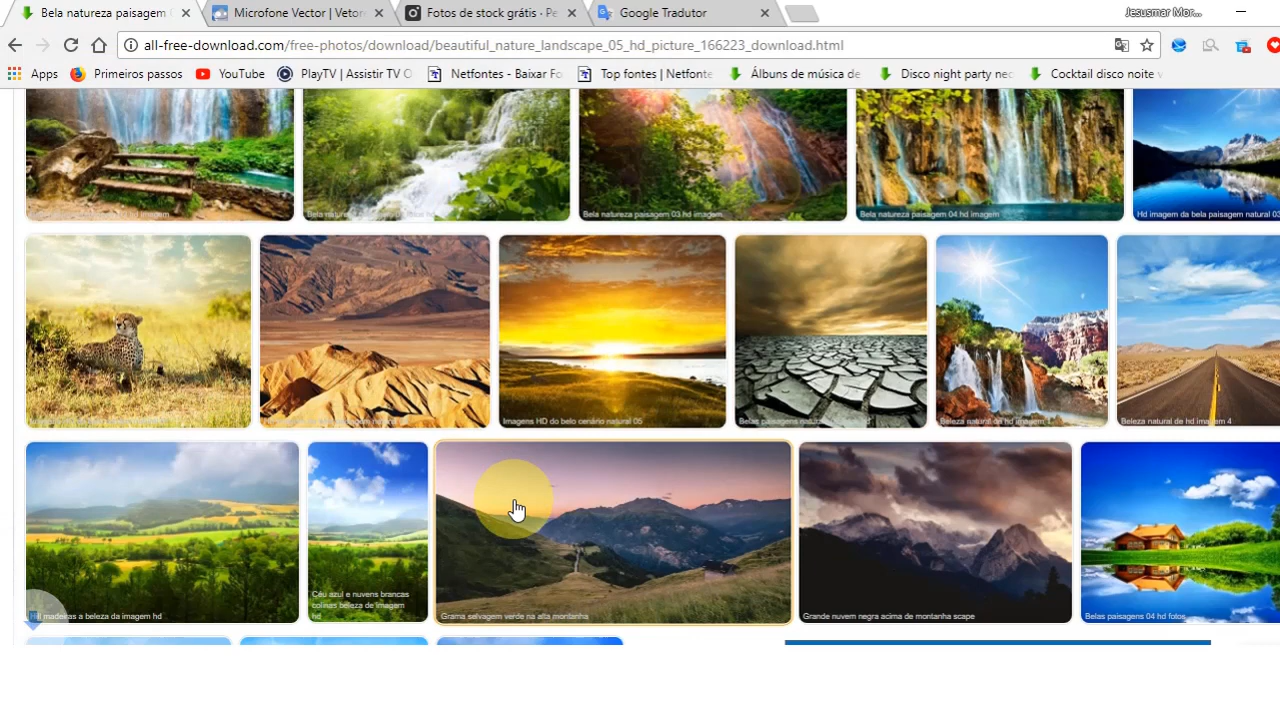 Bela natureza paisagem
Microfone Vector | Vetor
Fotos de stock grátis · Pe
Google Tradutor
Jesusmar Mor...
all-free-download.com/free-photos/download/beautiful_nature_landscape_05_hd_picture_166223_download.html
Apps
Primeiros passos
YouTube
PlayTV | Assistir TV O
Netfontes - Baixar Fo
Top fontes | Netfonte
Álbuns de música de
Disco night party nec
Cocktail disco noite v
Bela natureza paisagem 03 hd imagem
Bela natureza paisagem 04 hd imagem
Hd imagem da bela paisagem natural 03
Imagens HD do belo cenário natural 05
Beleza natural de hd imagem 4
Hd madeiras a beleza da imagem hd
Céu azul e nuvens brancas
colinas beleza de imagem
hd
Grama selvagem verde na alta montanha
Grande nuvem negra acima de montanha scape
Belas paisagens 04 hd fotos